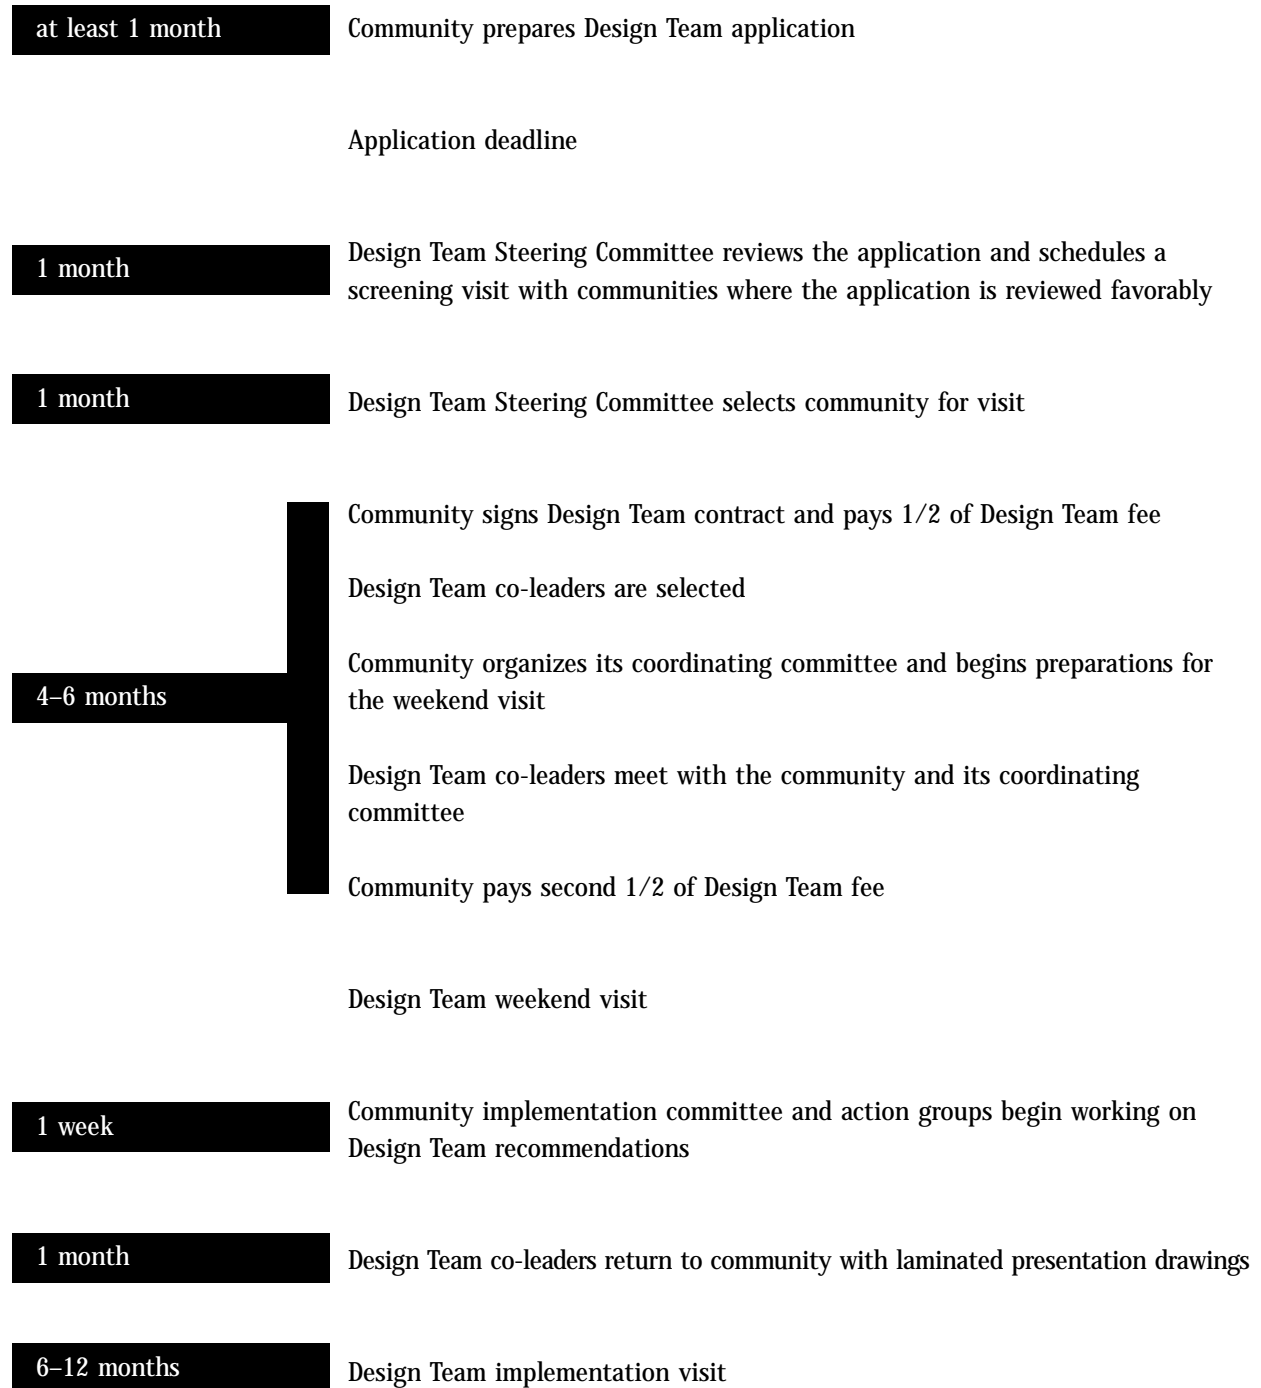 at least 1 month
Community prepares Design Team application
Application deadline
1 month
Design Team Steering Committee reviews the application and schedules a
screening visit with communities where the application is reviewed favorably
1 month
Design Team Steering Committee selects community for visit
4–6 months
Community signs Design Team contract and pays 1/2 of Design Team fee
Design Team co-leaders are selected
Community organizes its coordinating committee and begins preparations for
the weekend visit
Design Team co-leaders meet with the community and its coordinating
committee
Community pays second 1/2 of Design Team fee
Design Team weekend visit
1 week
Community implementation committee and action groups begin working on
Design Team recommendations
1 month
Design Team co-leaders return to community with laminated presentation drawings
6–12 months
Design Team implementation visit